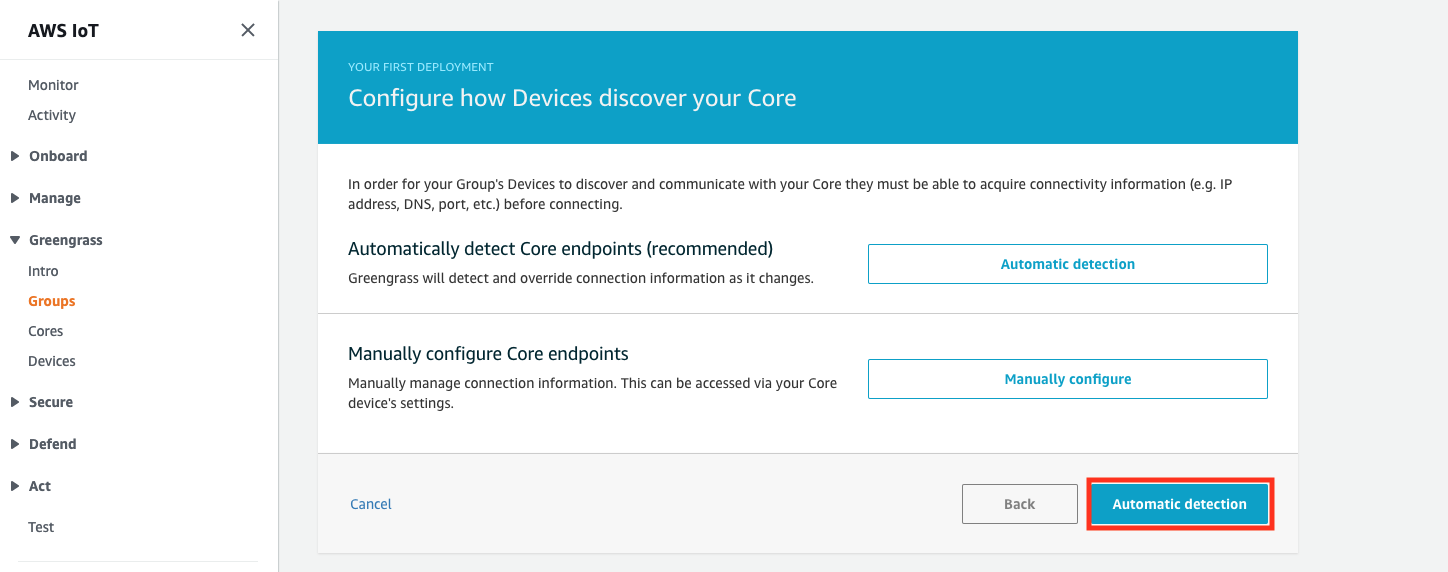 AWS IoT
Monitor
Activity
Onboard
Manage
Greengrass
Intro
Groups
Cores
Devices
Secure
Defend
Act
Test
YOUR FIRST DEPLOYMENT
Configure how Devices discover your Core
In order for your Group's Devices to discover and communicate with your Core they must be able to acquire connectivity information (e.g. IP
address, DNS, port, etc.) before connecting.
Automatically detect Core endpoints (recommended)
Greengrass will detect and override connection information as it changes.
Automatic detection
Manually configure Core endpoints
Manually manage connection information. This can be accessed via your Core
device's settings.
Manually configure
Cancel
Back
Automatic detection